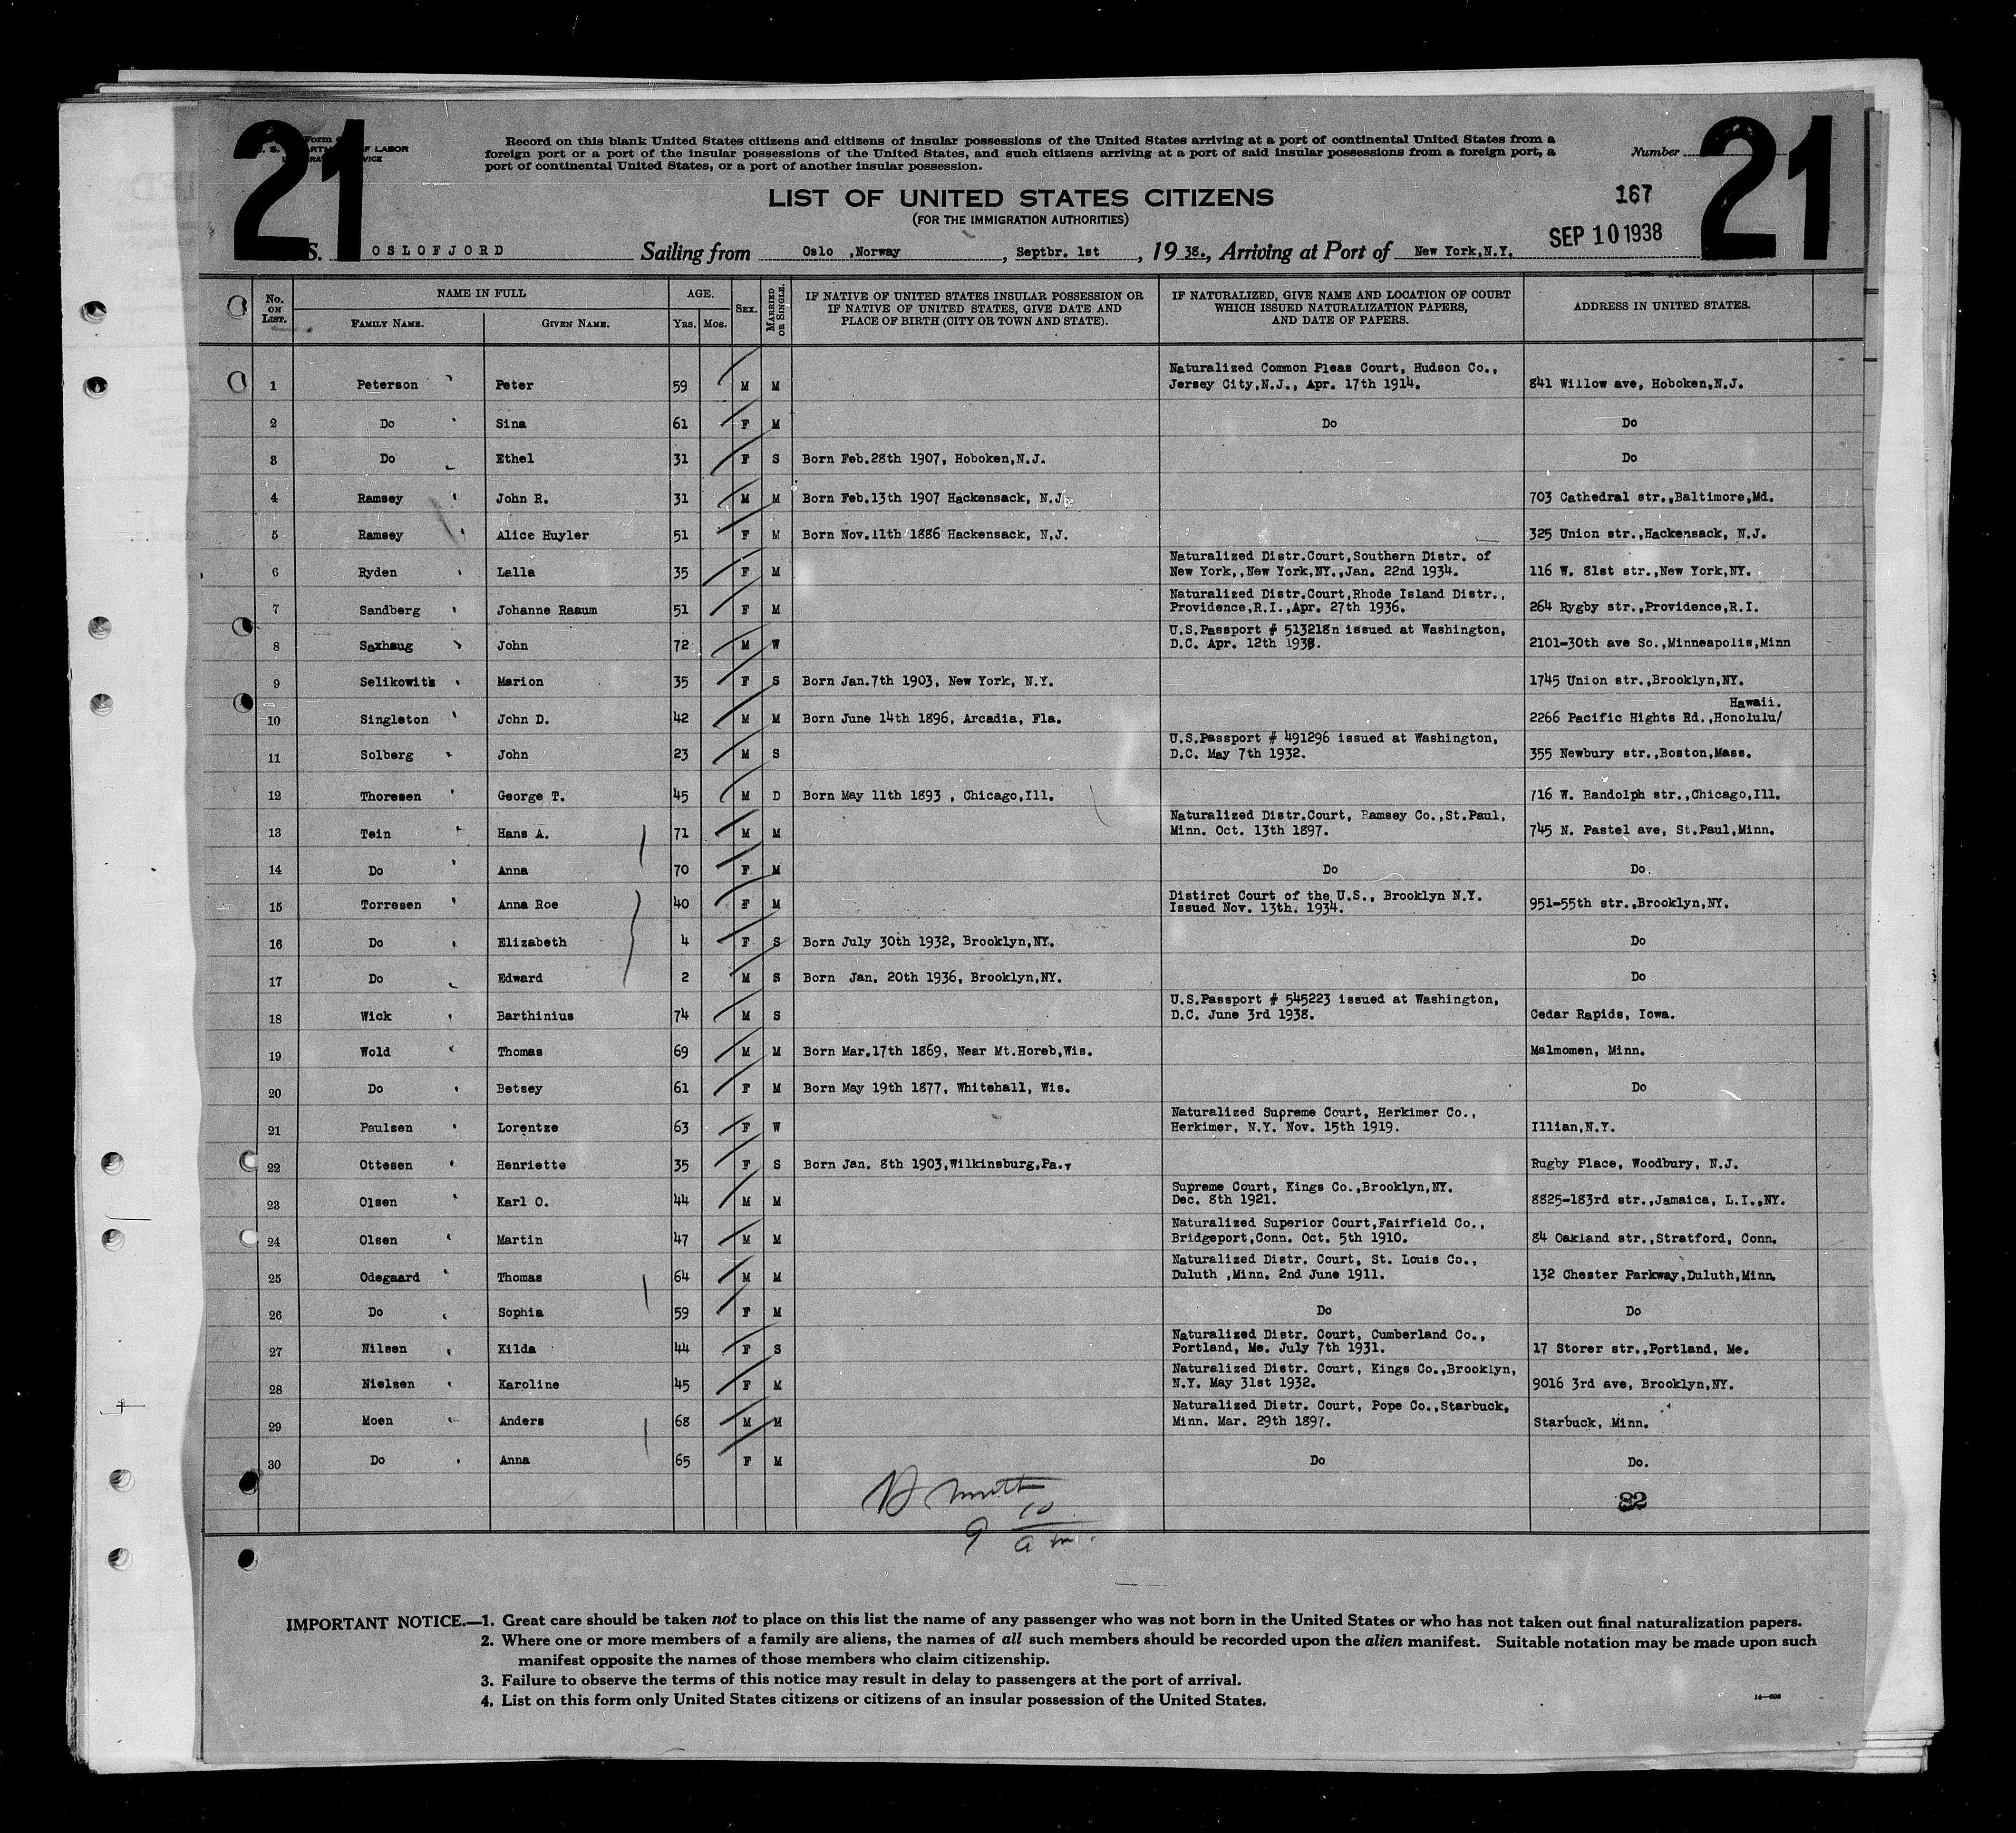 21
Form
LABOR
Record on this blank United States citizens and citizens of insular possessions of the United States arriving at a port of continental United States from a
foreign port or a port of the insular possessions of the United States, and such citizens arriving at a port of said insular possessions from a foreign port, a
port of continental United States, or a port of another insular possession.
Number
21
LIST OF UNITED STATES CITIZENS
(FOR THE IMMIGRATION AUTHORITIES)
167
SEP 10 1938
S. OSLOFJORD Sailing from Oslo ,Norway , Septbr. 1st , 19 38., Arriving at Port of New York,N.Y.
No. ON LIST. NAME IN FULL AGE. SEX. MARRIED OR SINGLE. IF NATIVE OF UNITED STATES INSULAR POSSESSION OR IF NATIVE OF UNITED STATES, GIVE DATE AND PLACE OF BIRTH (CITY OR TOWN AND STATE). IF NATURALIZED, GIVE NAME AND LOCATION OF COURT WHICH ISSUED NATURALIZATION PAPERS, AND DATE OF PAPERS. ADDRESS IN UNITED STATES.
FAMILY NAME. GIVEN NAME. YRS. MOS.
Naturalized Common Pleas Court, Hudson Co.,
1 Peterson Peter 59 M M Jersey City,N.J., Apr. 17th 1914. 841 Willow ave, Hoboken,N.J.
2 Do Sina 61 F M Do Do
3 Do Ethel 31 F S Born Feb.28th 1907, Hoboken,N.J. Do
4 Ramsey John R. 31 M M Born Feb.13th 1907 Hackensack, N.J. 703 Cathedral str.,Baltimore,Md.
5 Ramsey Alice Huyler 51 F M Born Nov.11th 1886 Hackensack, N.J. 325 Union str.,Hackensack, N.J.
Naturalized Distr.Court,Southern Distr. of
6 Ryden Lalla 35 F M New York,,New York,NY.,Jan. 22nd 1934. 116 W. 81st str.,New York,NY.
Naturalized Distr.Court,Rhode Island Distr.,
7 Sandberg Johanne Raaum 51 F M Providence,R.I.,Apr. 27th 1936. 264 Rygby str.,Providence,R.I.
U.S.Passport # 513218n issued at Washington,
8 Saxhaug John 72 M W D.C. Apr. 12th 1938. 2101-30th ave So.,Minneapolis,Minn
9 Selikowitz Marion 35 F S Born Jan.7th 1903, New York, N.Y. 1745 Union str.,Brooklyn,NY.
Hawaii.
10 Singleton John D. 42 M M Born June 14th 1896, Arcadia, Fla. 2266 Pacific Hights Rd.,Honolulu/
U.S.Passport # 491296 issued at Washington,
11 Solberg John 23 M S D.C. May 7th 1932. 355 Newbury str.,Boston,Mass.
12 Thoresen George T. 45 M D Born May 11th 1893 , Chicago,Ill. 716 W. Randolph str.,Chicago,Ill.
Naturalized Distr.Court, Ramsey Co.,St.Paul,
13 Tein Hans A. 71 M M Minn. Oct. 13th 1897. 745 N. Pastel ave, St.Paul,Minn.
14 Do Anna 70 F M Do Do.
15 Torresen Anna Roe 40 F M Distirct Court of the U.S., Brooklyn N.Y. 951-55th str.,Brooklyn,NY.
Issued Nov. 13th. 1934.
16 Do Elizabeth 4 F S Born July 30th 1932, Brooklyn,NY. Do
17 Do Edward 2 M S Born Jan. 20th 1936, Brooklyn,NY. Do
U.S.Passport # 545223 issued at Washington,
18 Wick Barthinius 74 M S D.C. June 3rd 1938. Cedar Rapids, Iowa.
19 Wold Thomas 69 M M Born Mar.17th 1869, Near Mt.Horeb,Wis. Malmomen, Minn.
20 Do Betsey 61 F M Born May 19th 1877, Whitehall, Wis. Do
Naturalized Supreme Court, Herkimer Co.,
21 Paulsen Lorentze 63 F W Herkimer, N.Y. Nov. 15th 1919. Illian,N.Y.
22 Ottesen Henriette 35 F S Born Jan. 8th 1903,Wilkinsburg,Pa. Rugby Place, Woodbury, N.J.
Supreme Court, Kings Co.,Brooklyn,NY.
23 Olsen Karl O. 44 M M Dec. 8th 1921. 8825-183rd str.,Jamaica, L.I.,NY.
Naturalized Superior Court,Fairfield Co.,
24 Olsen Martin 47 M M Bridgeport,Conn. Oct. 5th 1910. 84 Oakland str.,Stratford, Conn.
Naturalized Distr. Court, St. Louis Co.,
25 Odegaard Thomas 64 M M Duluth ,Minn. 2nd June 1911. 132 Chester Parkway,Duluth,Minn.
26 Do Sophia 59 F M Do Do
Naturalized Distr. Court, Cumberland Co.,
27 Nilsen Kilda 44 F S Portland, Me. July 7th 1931. 17 Storer str.,Portland, Me.
Naturalized Distr. Court, Kings Co.,Brooklyn,
28 Nielsen Karoline 45 F M N.Y. May 31st 1932. 9016 3rd ave, Brooklyn,NY.
Naturalized Distr. Court, Pope Co.,Starbuck,
29 Moen Anders 68 M M Minn. Mar. 29th 1897. Starbuck, Minn.
30 Do Anna 65 F M Do Do.
9 10
IMPORTANT NOTICE.—1. Great care should be taken not to place on this list the name of any passenger who was not born in the United States or who has not taken out final naturalization papers.
2. Where one or more members of a family are aliens, the names of all such members should be recorded upon the alien manifest. Suitable notation may be made upon such
manifest opposite the names of those members who claim citizenship.
3. Failure to observe the terms of this notice may result in delay to passengers at the port of arrival.
4. List on this form only United States citizens or citizens of an insular possession of the United States.